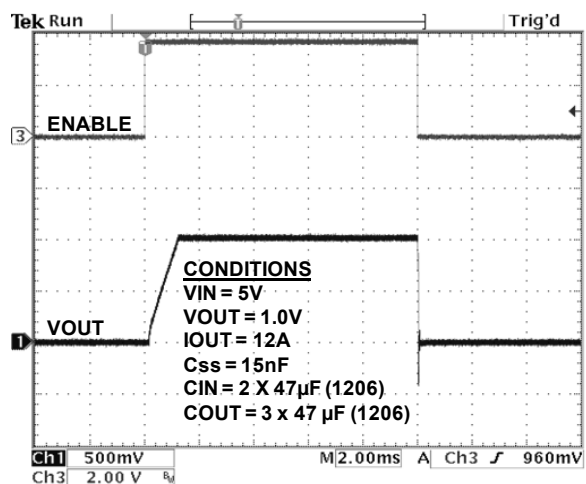 Tek Run Trig'd
T
T
3
ENABLE
CONDITIONS
VIN = 5V
VOUT
VOUT = 1.0V
1
IOUT = 12A
Css = 15nF
CIN = 2 X 47µF (1206)
COUT = 3 x 47 µF (1206)
Ch1 500mV M 2.00ms A Ch3 ʃ 960mV
Ch3 2.00 V BW